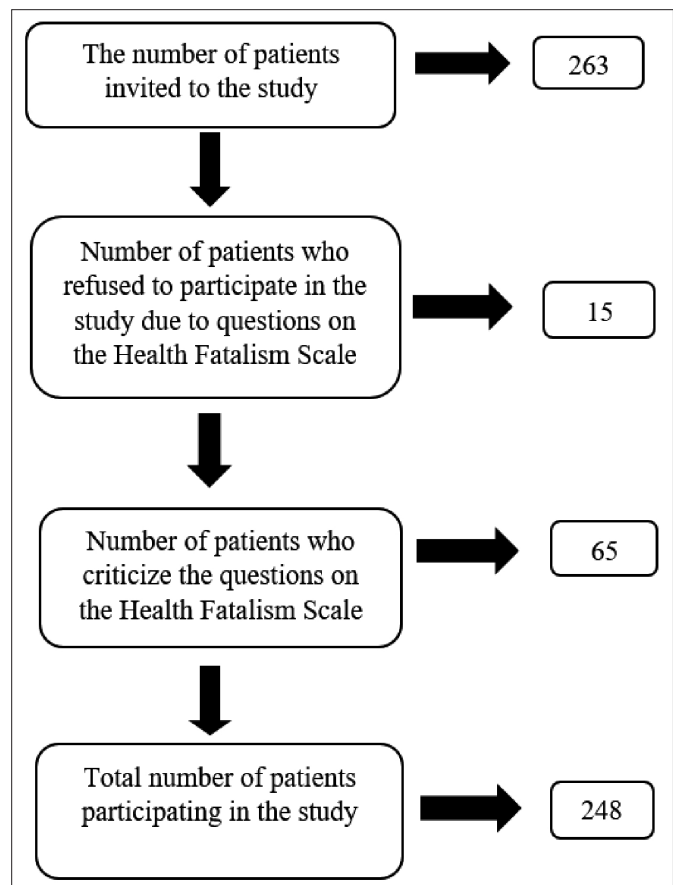 The number of patients
invited to the study
263
Number of patients who
refused to participate in the
study due to questions on
the Health Fatalism Scale
15
Number of patients who
criticize the questions on
the Health Fatalism Scale
65
Total number of patients
participating in the study
248